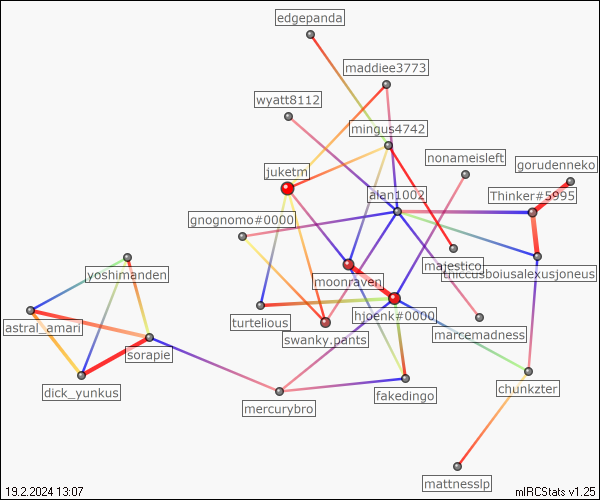 edgepanda
maddiee3773
wyatt8112
mingus4742
nonameisleft
gorudenneko
juketm
alan1002
Thinker#5995
gnognomo#0000
yoshimanden
moonraven
majestico
thiccusboiusalexusjoneus
astral_amari
turtelious
hjoenk#0000
marcemadness
swanky.pants
sorapie
dick_yunkus
mercurybro
fakedingo
chunkzter
mattnesslp
19.2.2024 13:07
mIRCStats v1.25